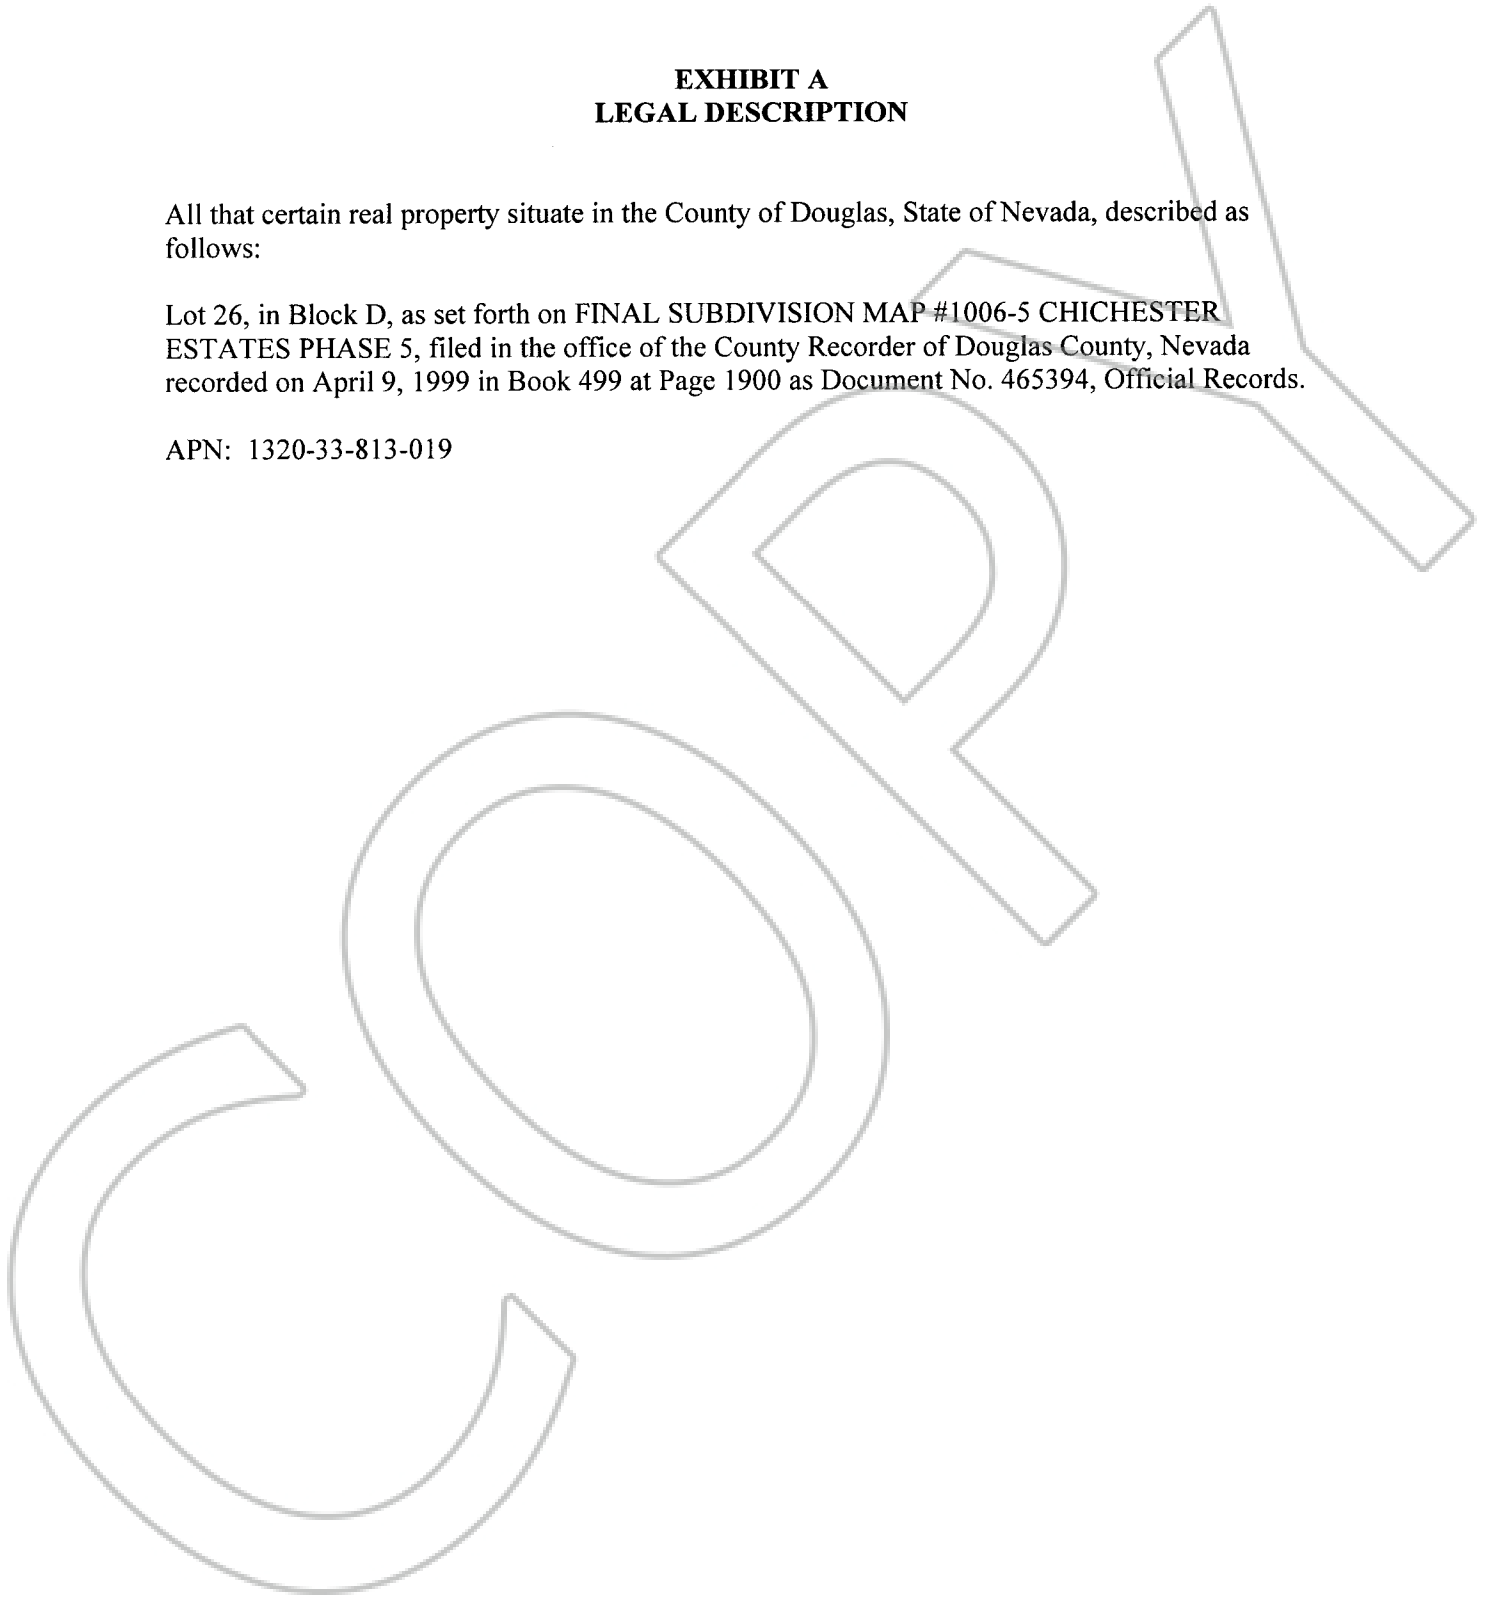 EXHIBIT A
LEGAL DESCRIPTION
All that certain real property situate in the County of Douglas, State of Nevada, described as
follows:
Lot 26, in Block D, as set forth on FINAL SUBDIVISION MAP #1006-5 CHICHESTER
ESTATES PHASE 5, filed in the office of the County Recorder of Douglas County, Nevada
recorded on April 9, 1999 in Book 499 at Page 1900 as Document No. 465394, Official Records.
APN: 1320-33-813-019
COPY